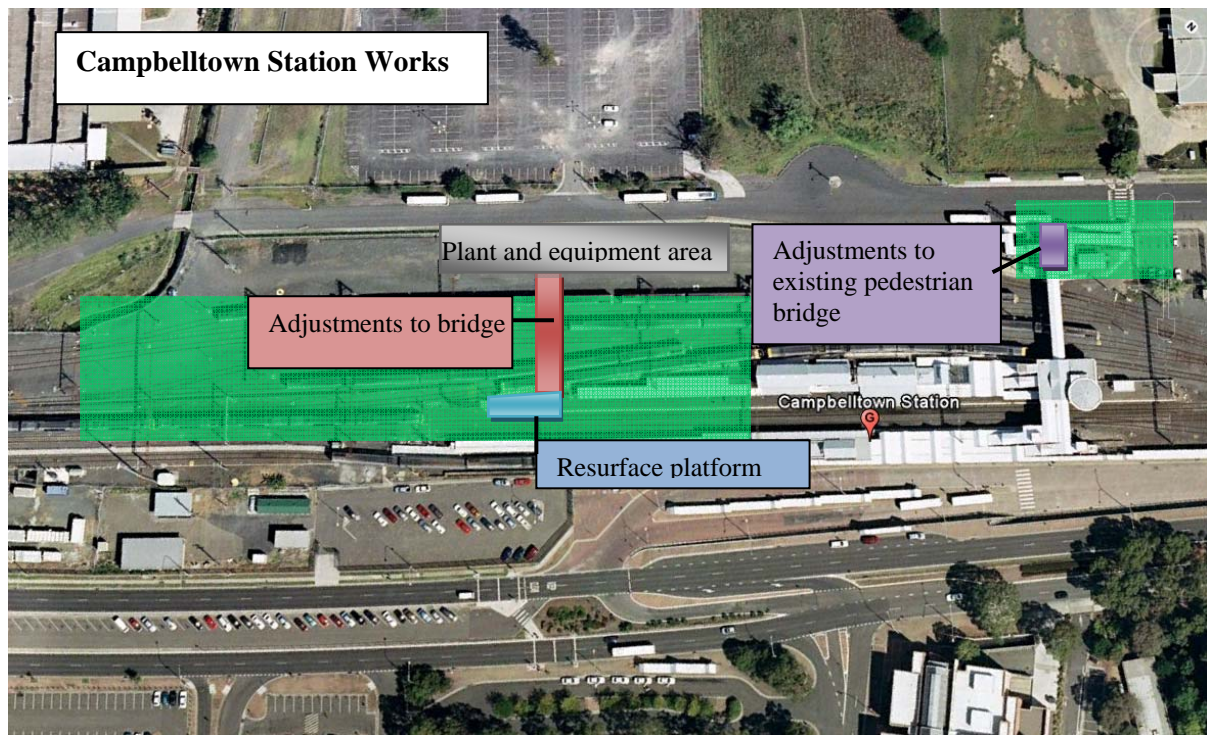 Campbelltown Station Works
Plant and equipment area
Adjustments to
existing pedestrian
bridge
Adjustments to bridge
Campbelltown Station
G
Resurface platform
N